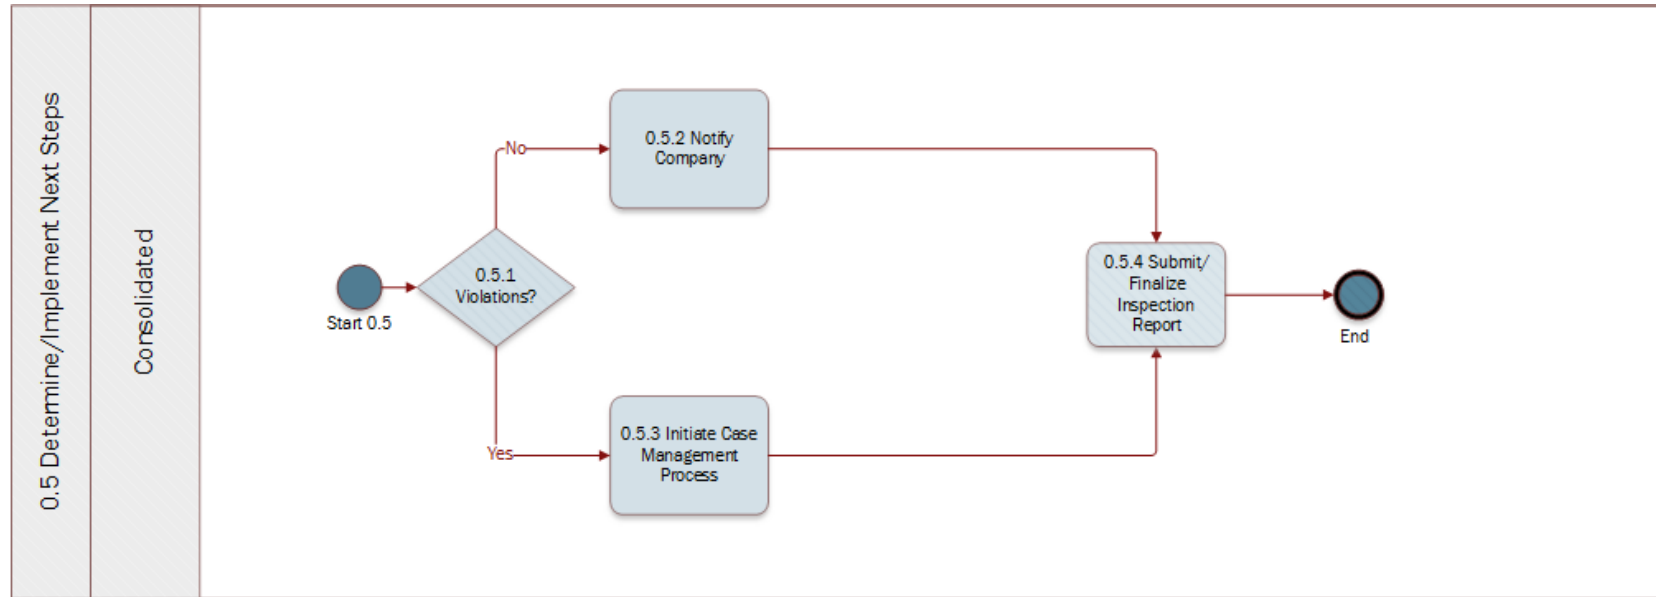 0.5 Determine/Implement Next Steps
Consolidated
Start 0.5
0.5.1
Violations?
No
Yes
0.5.2 Notify
Company
0.5.3 Initiate Case
Management
Process
0.5.4 Submit/
Finalize
Inspection
Report
End